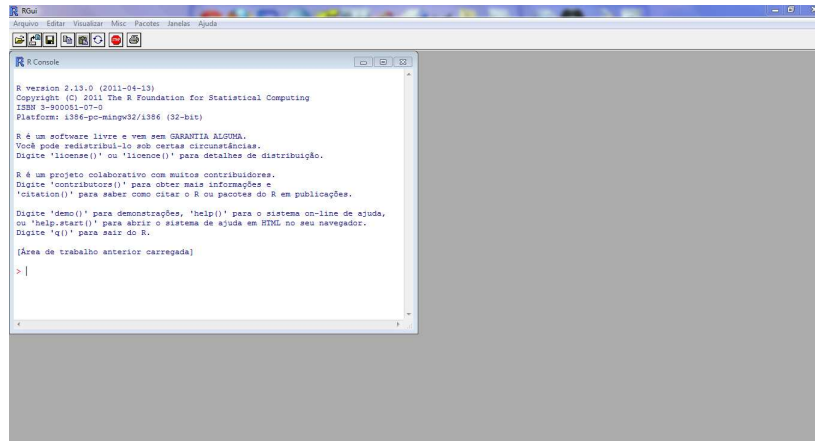 RGui
Arquivo Editar Visualizar Misc Pacotes Janelas Ajuda
STOP
R Console
R version 2.13.0 (2011-04-13)
Copyright (C) 2011 The R Foundation for Statistical Computing
ISBN 3-900051-07-0
Platform: i386-pc-mingw32/i386 (32-bit)
R é um software livre e vem sem GARANTIA ALGUMA.
Você pode redistribuí-lo sob certas circunstâncias.
Digite 'license()' ou 'licence()' para detalhes de distribuição.
R é um projeto colaborativo com muitos contribuidores.
Digite 'contributors()' para obter mais informações e
'citation()' para saber como citar o R ou pacotes do R em publicações.
Digite 'demo()' para demonstrações, 'help()' para o sistema on-line de ajuda,
ou 'help.start()' para abrir o sistema de ajuda em HTML no seu navegador.
Digite 'q()' para sair do R.
[Área de trabalho anterior carregada]
>